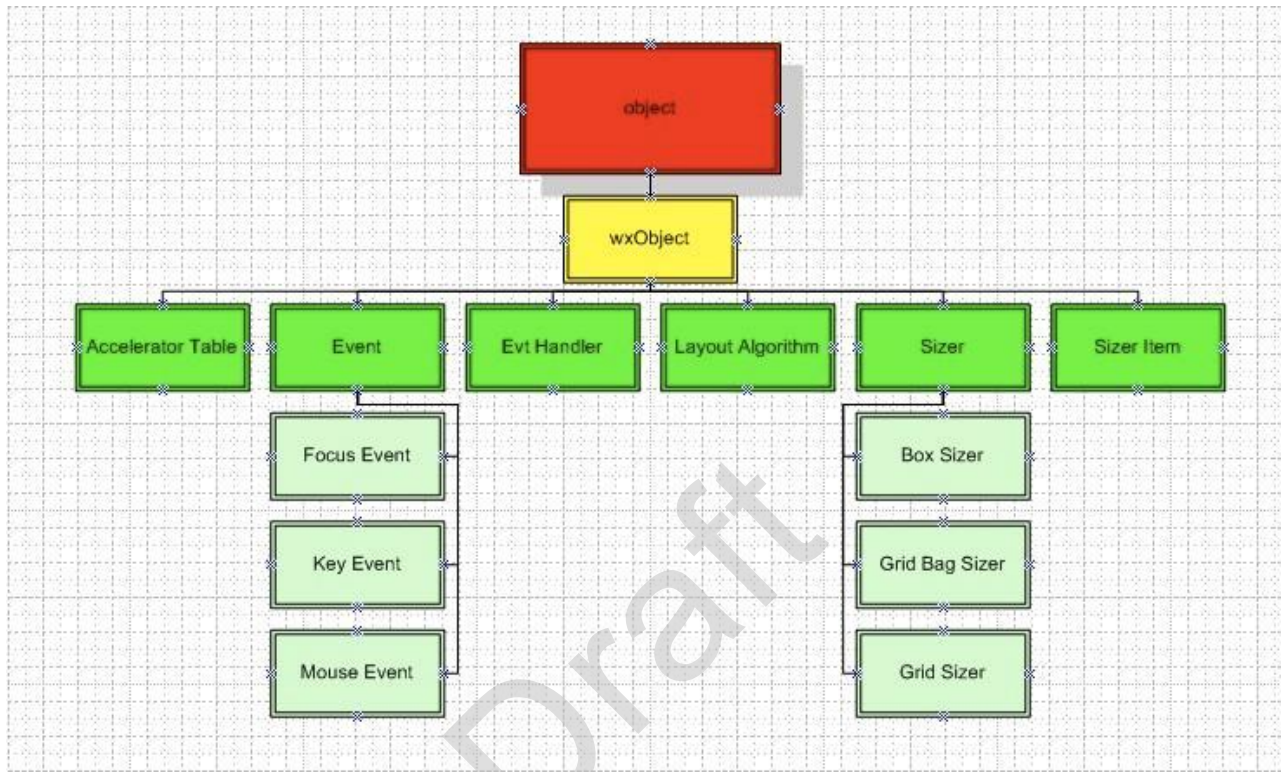 object
wxObject
Accelerator Table
Event
Evt Handler
Layout Algorithm
Sizer
Sizer Item
Focus Event
Box Sizer
Key Event
Grid Bag Sizer
Mouse Event
Grid Sizer
Draft